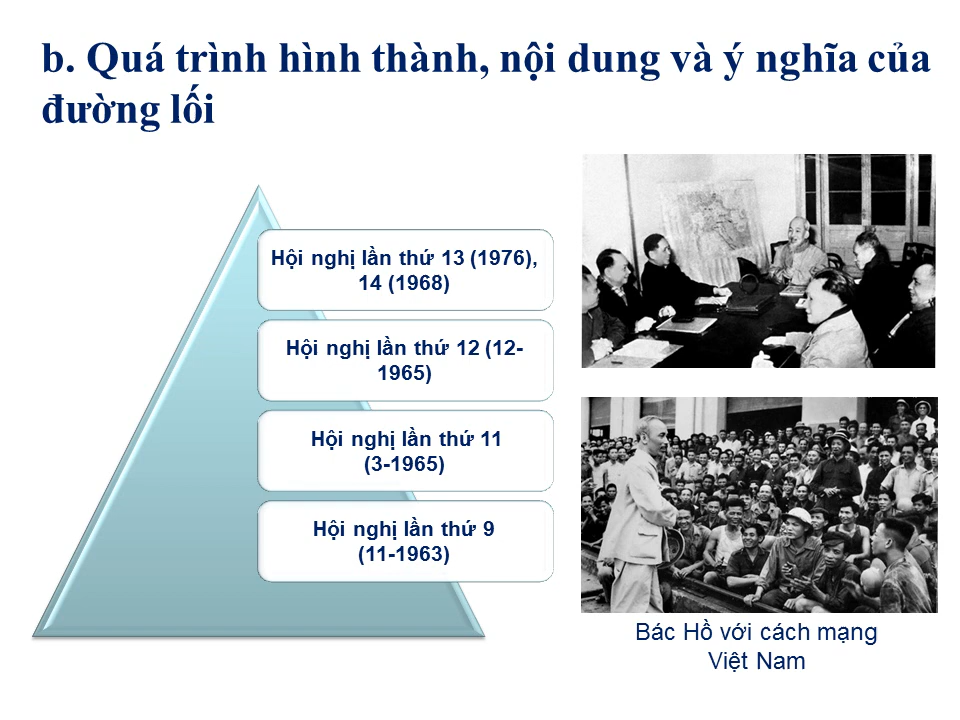 b. Quá trình hình thành, nội dung và ý nghĩa của
đường lối
Hội nghị lần thứ 13 (1976),
14 (1968)
Hội nghị lần thứ 12 (12-
1965)
Hội nghị lần thứ 11
(3-1965)
Hội nghị lần thứ 9
(11-1963)
Bác Hồ với cách mạng
Việt Nam